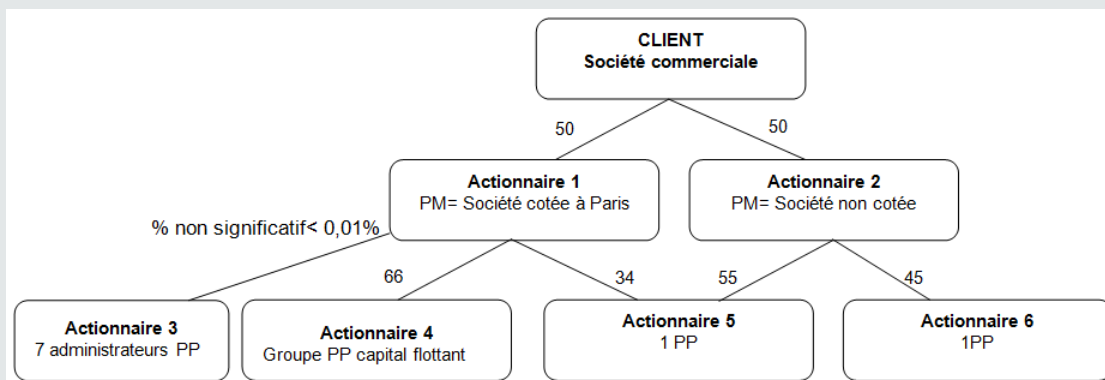 CLIENT
Société commerciale
50
50
Actionnaire 1
PM= Société cotée à Paris
Actionnaire 2
PM= Société non cotée
% non significatif< 0,01%
66
34
55
45
Actionnaire 3
7 administrateurs PP
Actionnaire 4
Groupe PP capital flottant
Actionnaire 5
1 PP
Actionnaire 6
1PP